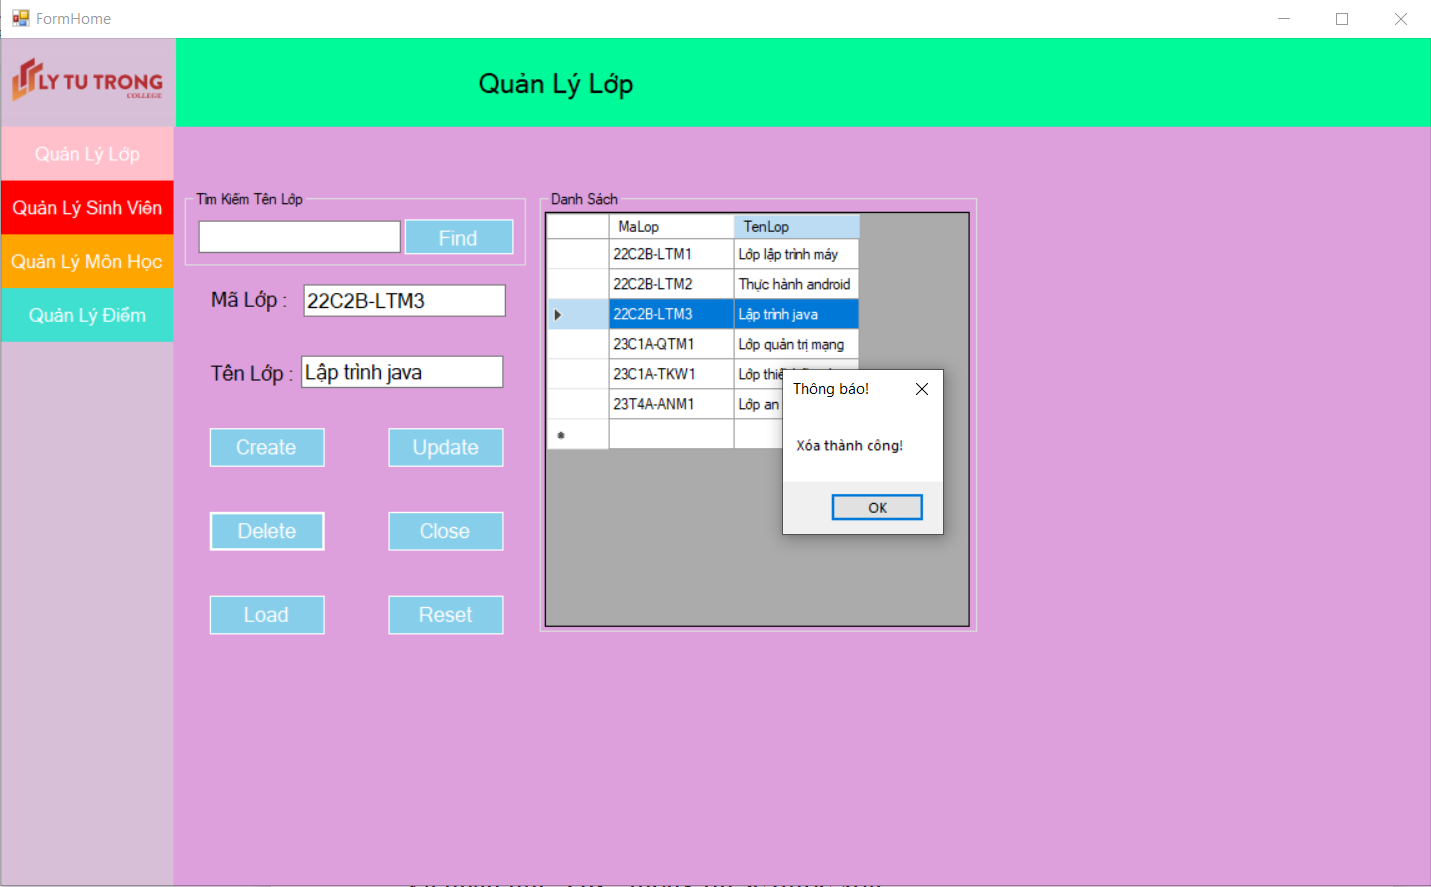 FormHome
LY TU TRONG
COLLEGE
Quản Lý Lớp
Quản Lý Lớp
Quản Lý Sinh Viên
Quản Lý Môn Học
Quản Lý Điểm
Tìm Kiếm Tên Lớp
Find
Mã Lớp : 22C2B-LTM3
Tên Lớp : Lập trình java
Create Update
Delete Close
Load Reset
Danh Sách
MaLop TenLop
22C2B-LTM1 Lớp lập trình máy
22C2B-LTM2 Thực hành android
22C2B-LTM3 Lập trình java
23C1A-QTM1 Lớp quản trị mạng
23C1A-TKW1 Lớp
23T4A-ANM1 Lớp an
Thông báo!
Xóa thành công!
OK